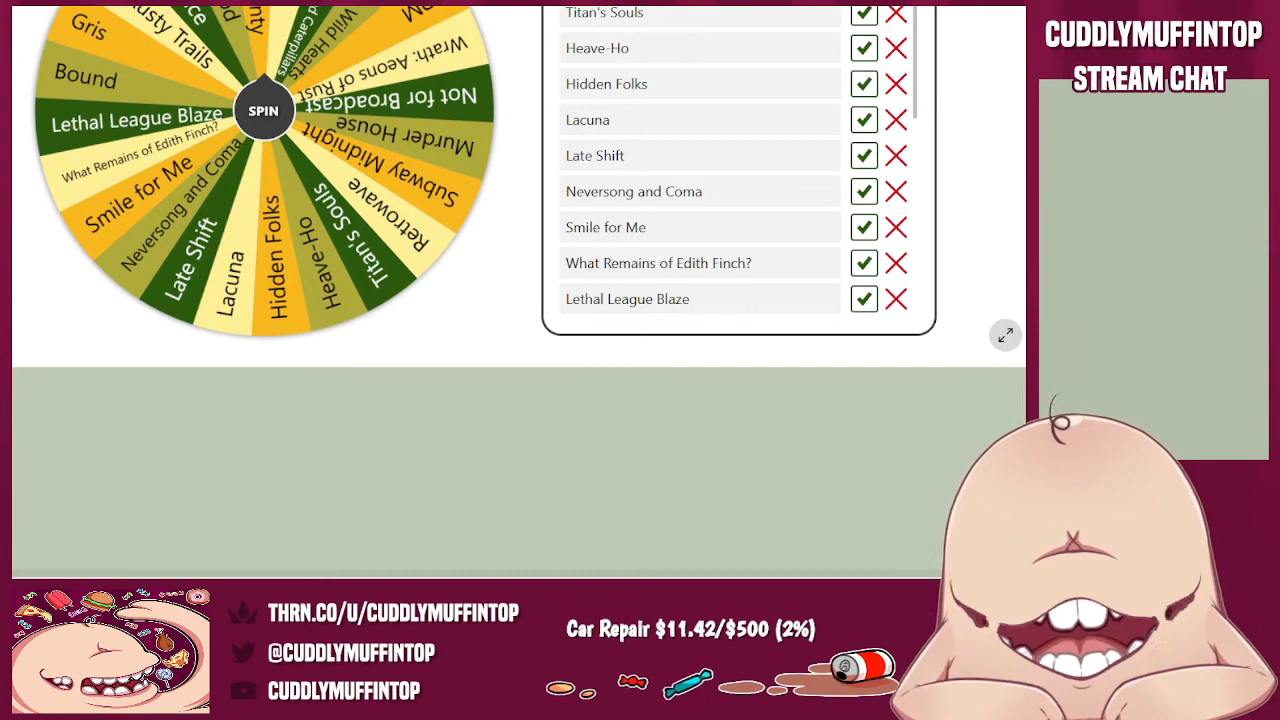 Gris
Dusty Trails
Bound
Lethal League Blaze
What Remains of Edith Finch?
Smile for Me
Neversong and Coma
Late Shift
Lacuna
Hidden Folks
Heave-Ho
Titan's Souls
Retrowave
Subway Midnight
Murder House
Not for Broadcast
Wrath: Aeons of Rust
Wild Hearts
Caterpillars
SPIN
Titan's Souls
Heave-Ho
Hidden Folks
Lacuna
Late Shift
Neversong and Coma
Smile for Me
What Remains of Edith Finch?
Lethal League Blaze
CUDDLYMUFFINTOP
STREAM CHAT
THRN.CO/U/CUDDLYMUFFINTOP
@CUDDLYMUFFINTOP
CUDDLYMUFFINTOP
Car Repair $11.42/$500 (2%)